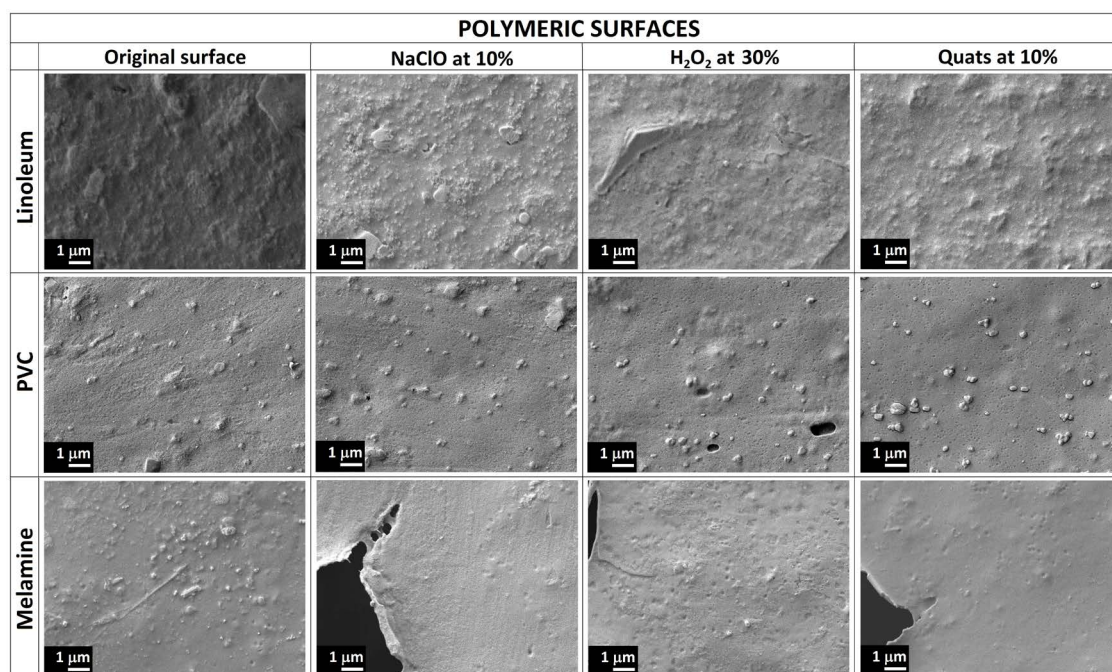 POLYMERIC SURFACES
Original surface NaClO at 10% H₂O₂ at 30% Quats at 10%
Linoleum
1 μm 1 μm 1 μm 1 μm
PVC
1 μm 1 μm 1 μm 1 μm
Melamine
1 μm 1 μm 1 μm 1 μm